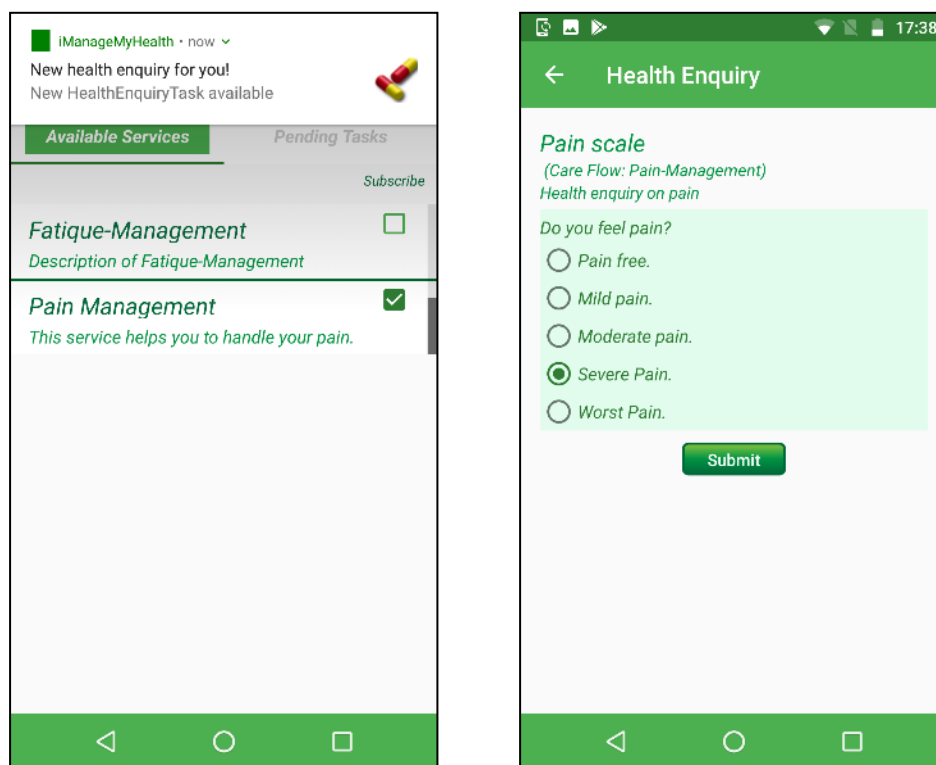 iManageMyHealth • now
New health enquiry for you!
New HealthEnquiryTask available
Available Services
Pending Tasks
Subscribe
Fatique-Management
Description of Fatique-Management
Pain Management
This service helps you to handle your pain.
17:38
Health Enquiry
Pain scale
(Care Flow: Pain-Management)
Health enquiry on pain
Do you feel pain?
Pain free.
Mild pain.
Moderate pain.
Severe Pain.
Worst Pain.
Submit